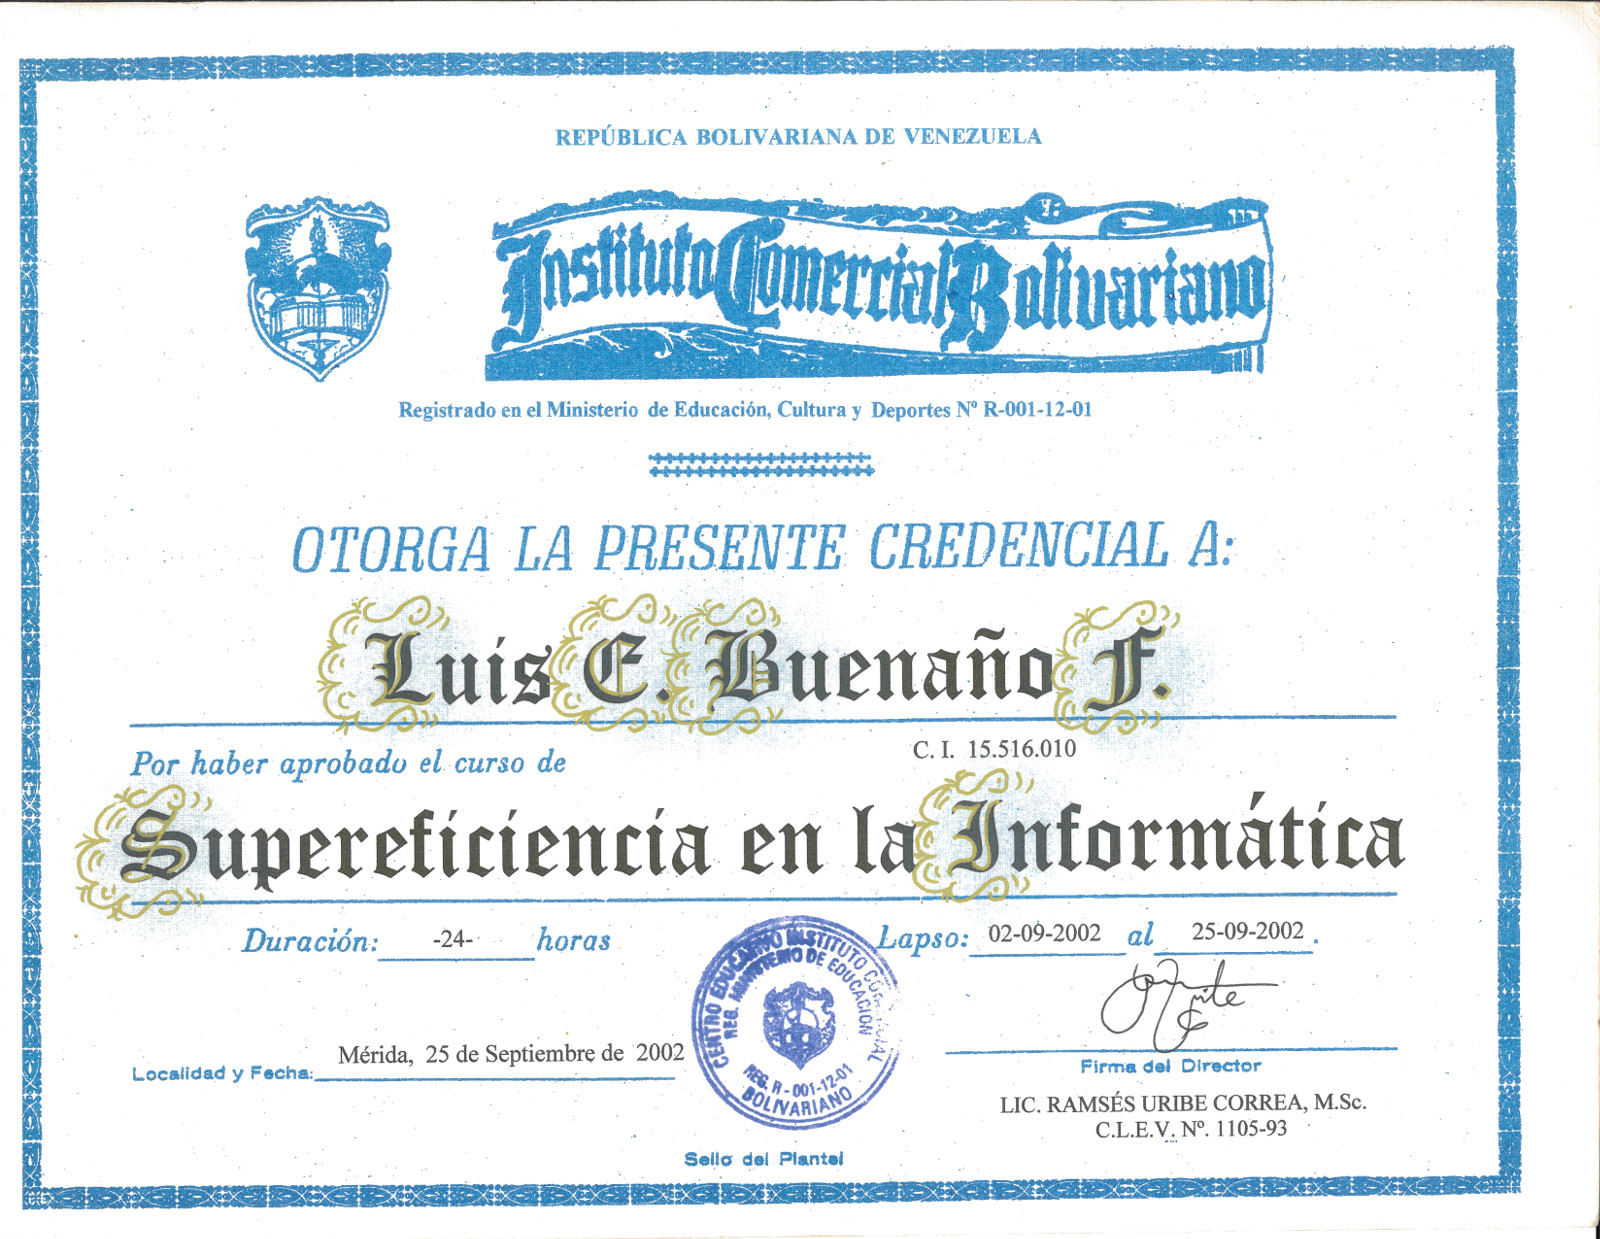 REPÚBLICA BOLIVARIANA DE VENEZUELA
Instituto Comercial Bolivariano
Registrado en el Ministerio de Educación, Cultura y Deportes Nº R-001-12-01
OTORGA LA PRESENTE CREDENCIAL A:
Luis E. Buenaño F.
Por haber aprobado el curso de
C. I. 15.516.010
Supereficiencia en la Informática
Duración: -24- horas
Lapso: 02-09-2002 al 25-09-2002 .
CENTRO EDUCATIVO INSTITUTO COMERCIAL
REG. MINISTERIO DE EDUCACIÓN
REG. R - 001-12-01
BOLIVARIANO
Localidad y Fecha: Mérida, 25 de Septiembre de 2002
Firma del Director
LIC. RAMSÉS URIBE CORREA, M.Sc.
C.L.E.V. Nº. 1105-93
Sello del Plantel